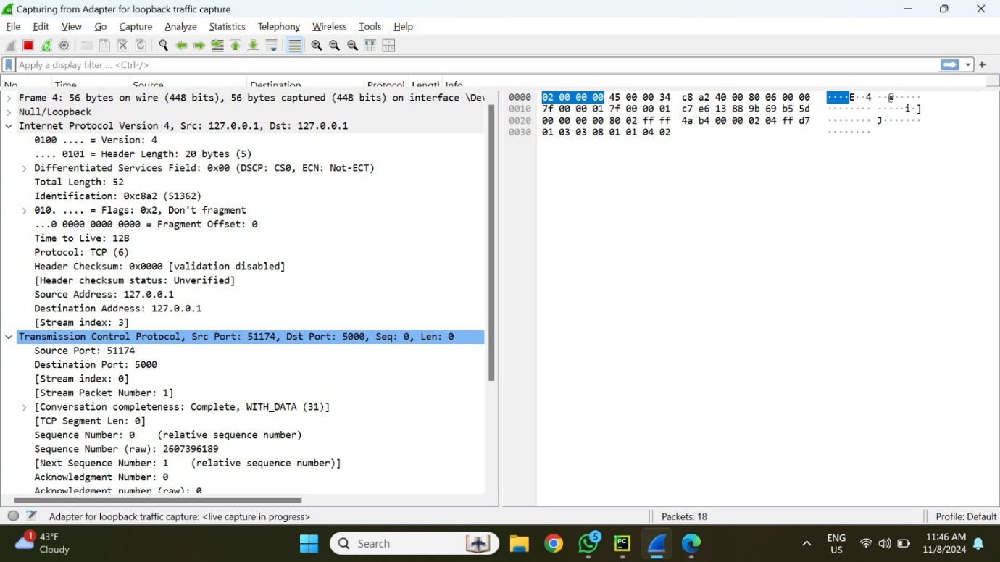 Capturing from Adapter for loopback traffic capture
File Edit View Go Capture Analyze Statistics Telephony Wireless Tools Help
Apply a display filter ... <Ctrl-/>
No. Time Source Destination Protocol Length Info
Frame 4: 56 bytes on wire (448 bits), 56 bytes captured (448 bits) on interface \Dev
Null/Loopback
Internet Protocol Version 4, Src: 127.0.0.1, Dst: 127.0.0.1
0100 .... = Version: 4
.... 0101 = Header Length: 20 bytes (5)
Differentiated Services Field: 0x00 (DSCP: CS0, ECN: Not-ECT)
Total Length: 52
Identification: 0xc8a2 (51362)
010. .... = Flags: 0x2, Don't fragment
...0 0000 0000 0000 = Fragment Offset: 0
Time to Live: 128
Protocol: TCP (6)
Header Checksum: 0x0000 [validation disabled]
[Header checksum status: Unverified]
Source Address: 127.0.0.1
Destination Address: 127.0.0.1
[Stream index: 3]
Transmission Control Protocol, Src Port: 51174, Dst Port: 5000, Seq: 0, Len: 0
Source Port: 51174
Destination Port: 5000
[Stream index: 0]
[Stream Packet Number: 1]
[Conversation completeness: Complete, WITH_DATA (31)]
[TCP Segment Len: 0]
Sequence Number: 0 (relative sequence number)
Sequence Number (raw): 2607396189
[Next Sequence Number: 1 (relative sequence number)]
Acknowledgment Number: 0
Acknowledgment number (raw): 0
0000 02 00 00 00 45 00 00 34 c8 a2 40 00 80 06 00 00 ····E··4 ··@·····
0010 7f 00 00 01 7f 00 00 01 c7 e6 13 88 9b 69 b5 5d ········ ·····i·]
0020 00 00 00 00 80 02 ff ff 4a b4 00 00 02 04 ff d7 ········ J·······
0030 01 03 03 08 01 01 04 02 ········
Adapter for loopback traffic capture: <live capture in progress>
Packets: 18
Profile: Default
1
43°F
Cloudy
Search
5
PC
ENG
US
11:46 AM
11/8/2024